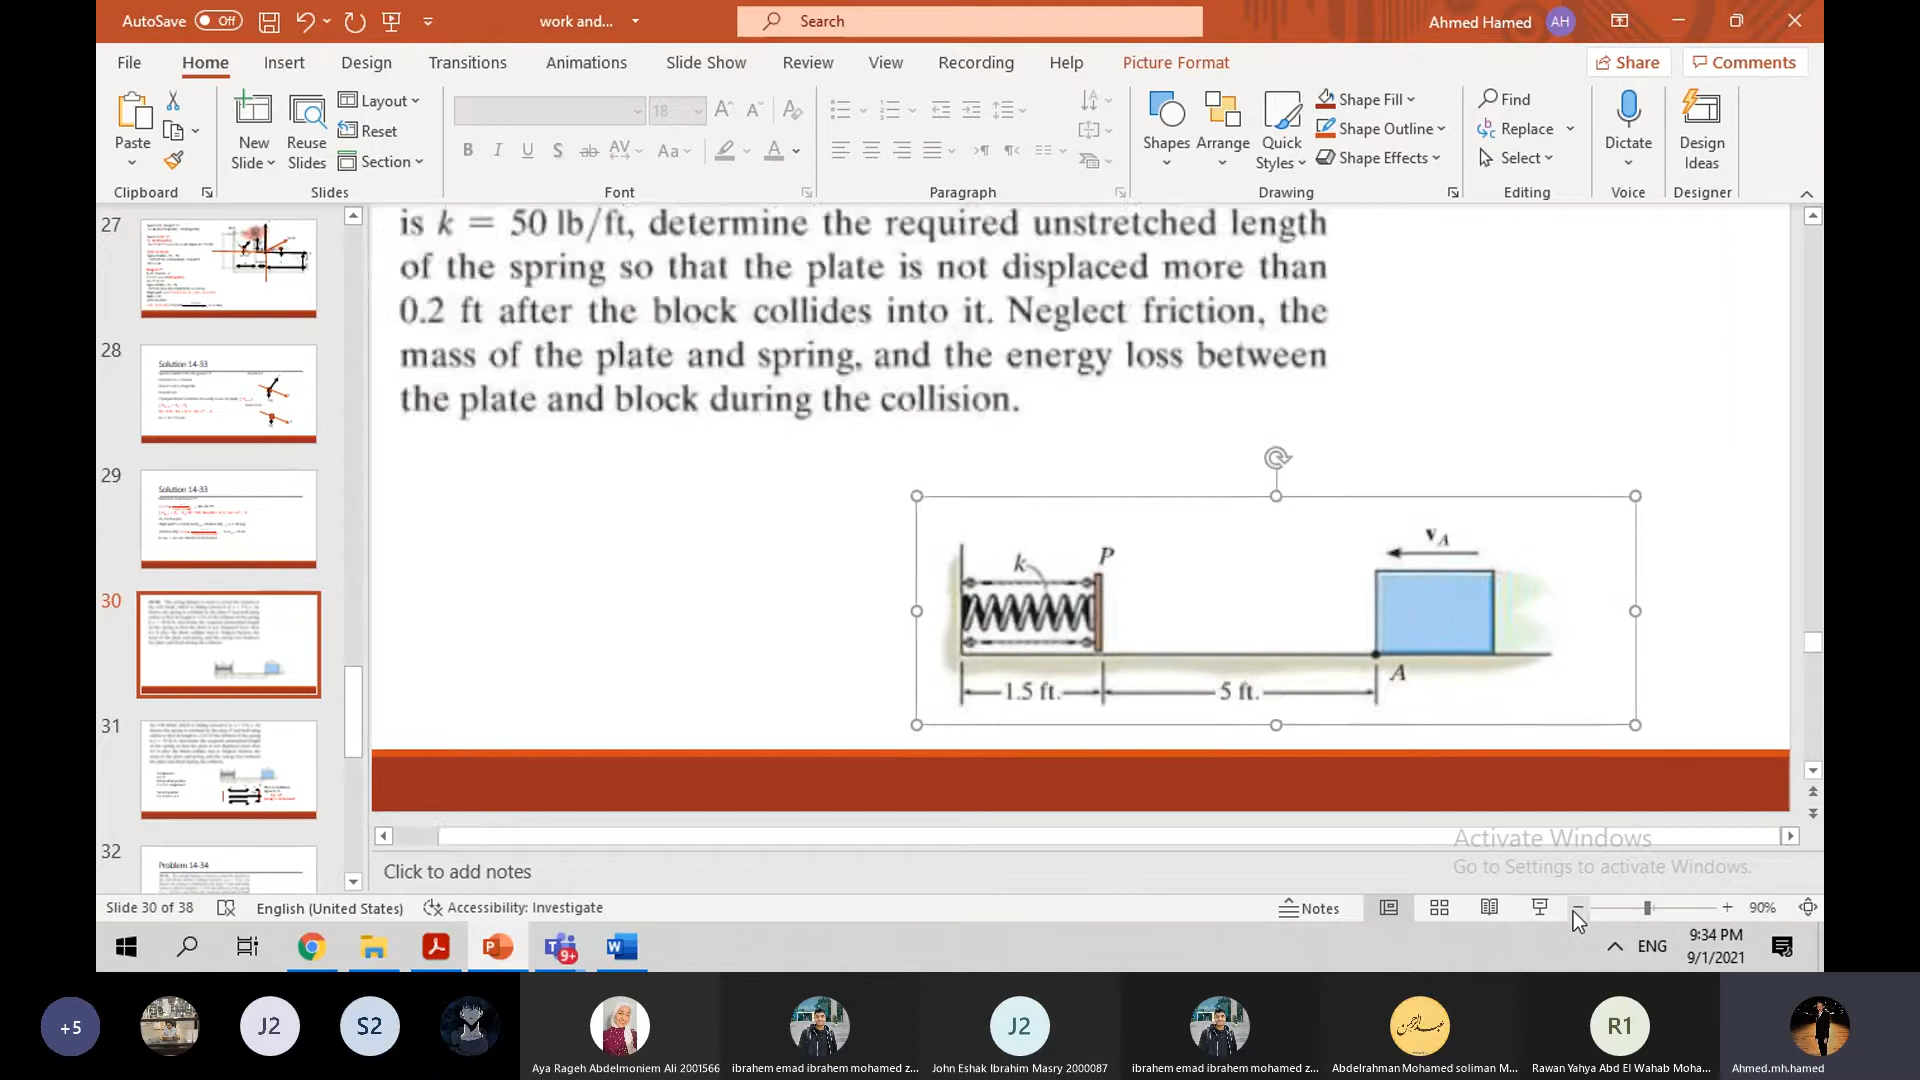 AutoSave Off work and... Search Ahmed Hamed AH
File Home Insert Design Transitions Animations Slide Show Review View Recording Help Picture Format Share Comments
Paste New Slide Reuse Slides Layout Reset Section 18 Shapes Arrange Quick Styles Shape Fill Shape Outline Shape Effects Find Replace Select Dictate Design Ideas
Clipboard Slides Font Paragraph Drawing Editing Voice Designer
27
28
Solution 14-33
29
Solution 14-33
30
31
32
Problem 14-34
is k = 50 lb/ft, determine the required unstretched length
of the spring so that the plate is not displaced more than
0.2 ft after the block collides into it. Neglect friction, the
mass of the plate and spring, and the energy loss between
the plate and block during the collision.
k P vA
A
1.5 ft. 5 ft.
Activate Windows
Go to Settings to activate Windows.
Click to add notes
Slide 30 of 38 English (United States) Accessibility: Investigate Notes 90%
9+ ENG 9:34 PM
9/1/2021
+5 J2 S2 J2 R1
Aya Rageh Abdelmoniem Ali 2001566 ibrahem emad ibrahem mohamed z... John Eshak Ibrahim Masry 2000087 ibrahem emad ibrahem mohamed z... Abdelrahman Mohamed soliman M... Rawan Yahya Abd El Wahab Moha... Ahmed.mh.hamed